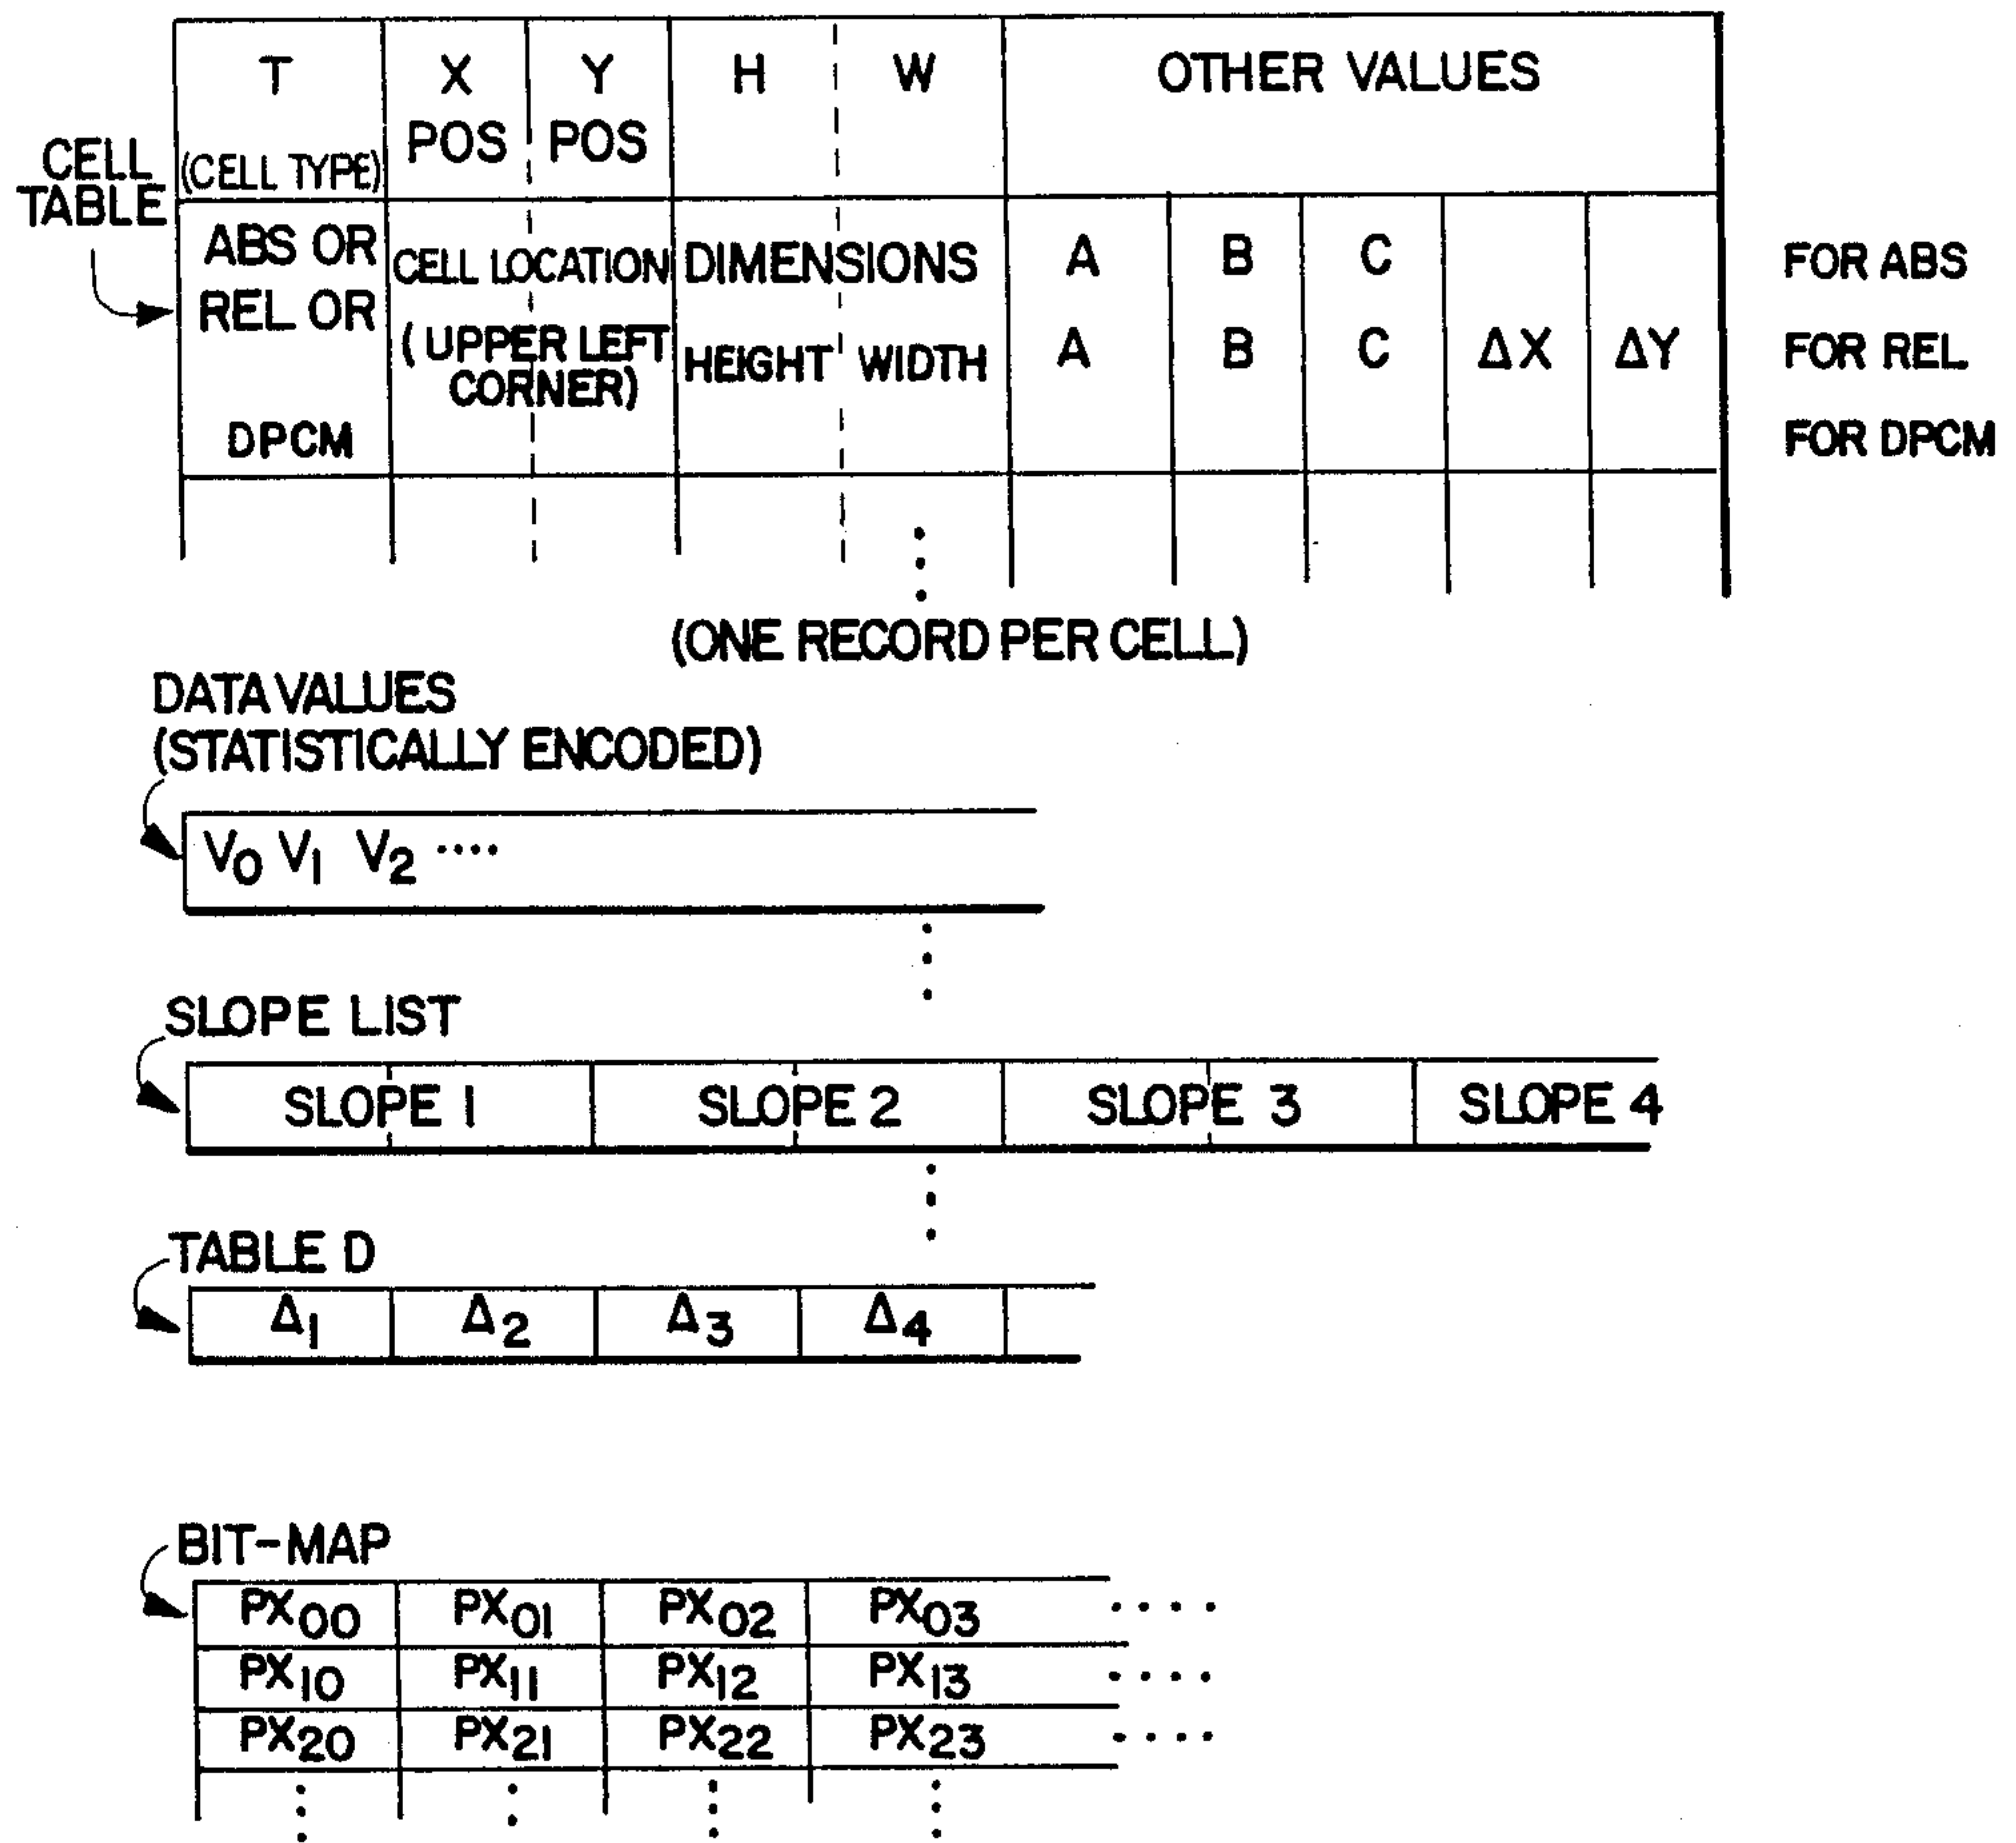 T X Y H W OTHER VALUES
POS POS
(CELL TYPE)
CELL
TABLE
ABS OR CELL LOCATION DIMENSIONS A B C FOR ABS
REL OR (UPPER LEFT HEIGHT WIDTH A B C ΔX ΔY FOR REL
CORNER)
DPCM FOR DPCM
(ONE RECORD PER CELL)
DATA VALUES
(STATISTICALLY ENCODED)
V0 V1 V2 ····
SLOPE LIST
SLOPE 1 SLOPE 2 SLOPE 3 SLOPE 4
TABLE D
Δ1 Δ2 Δ3 Δ4
BIT-MAP
PX00 PX01 PX02 PX03 ····
PX10 PX11 PX12 PX13 ····
PX20 PX21 PX22 PX23 ····